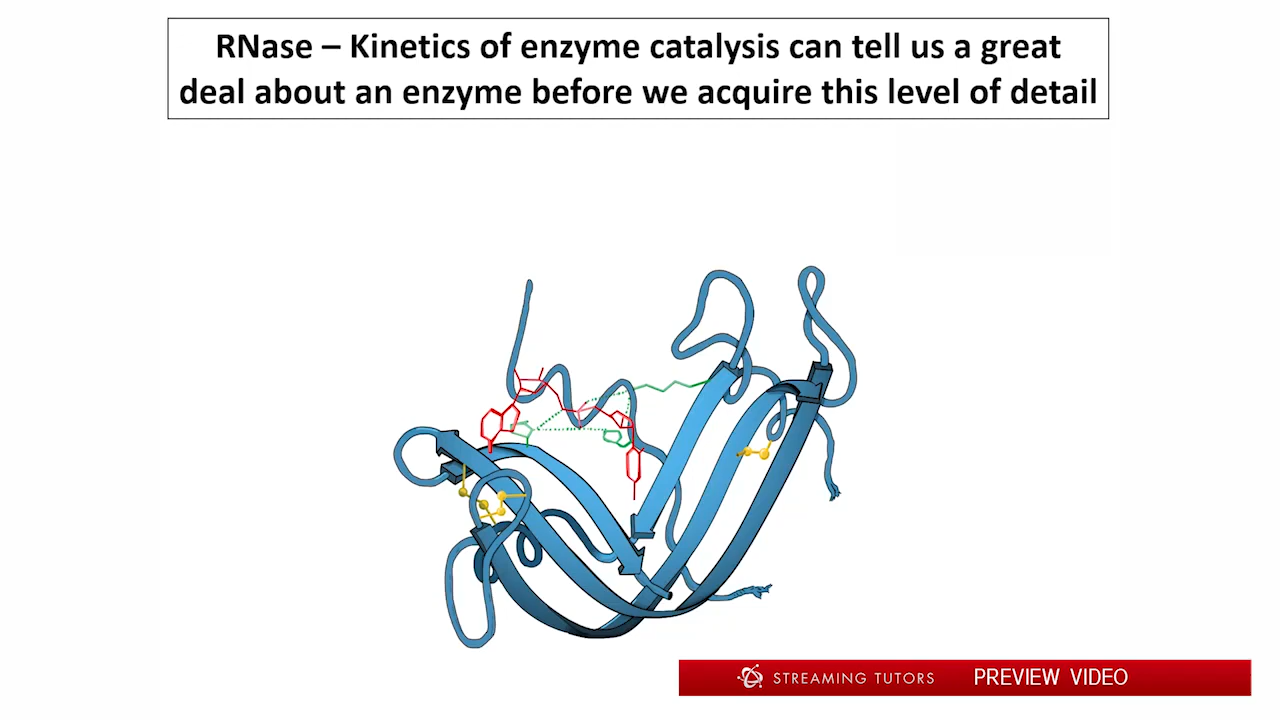 RNase – Kinetics of enzyme catalysis can tell us a great
deal about an enzyme before we acquire this level of detail
STREAMING TUTORS PREVIEW VIDEO